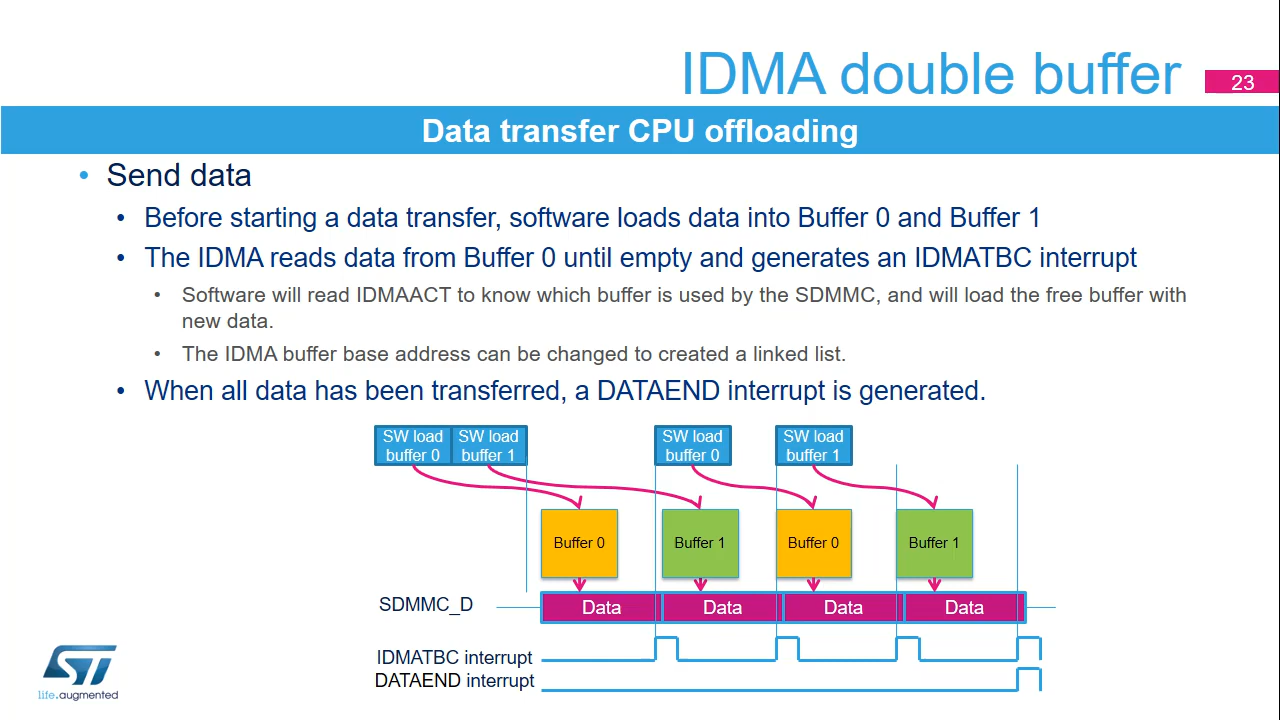 IDMA double buffer
23
Data transfer CPU offloading
• Send data
• Before starting a data transfer, software loads data into Buffer 0 and Buffer 1
• The IDMA reads data from Buffer 0 until empty and generates an IDMATBC interrupt
• Software will read IDMAACT to know which buffer is used by the SDMMC, and will load the free buffer with
new data.
• The IDMA buffer base address can be changed to created a linked list.
• When all data has been transferred, a DATAEND interrupt is generated.
SW load
buffer 0
SW load
buffer 1
SW load
buffer 0
SW load
buffer 1
Buffer 0
Buffer 1
Buffer 0
Buffer 1
SDMMC_D
Data
Data
Data
Data
IDMATBC interrupt
DATAEND interrupt
ST
life.augmented